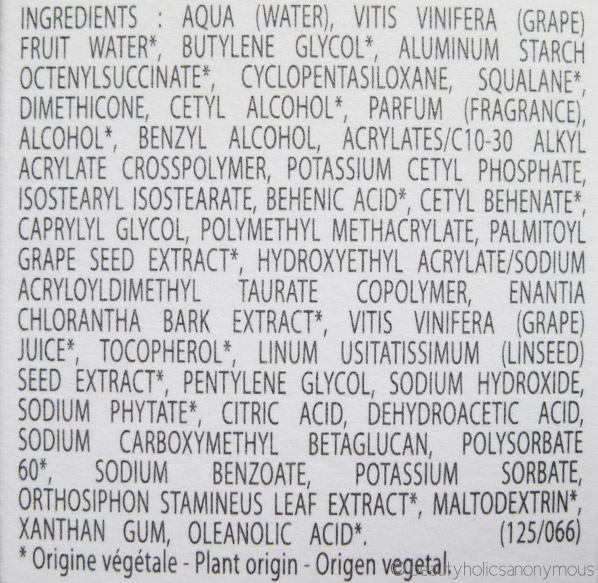 INGREDIENTS : AQUA (WATER), VITIS VINIFERA (GRAPE)
FRUIT WATER*, BUTYLENE GLYCOL*, ALUMINUM STARCH
OCTENYLSUCCINATE*, CYCLOPENTASILOXANE, SQUALANE*,
DIMETHICONE, CETYL ALCOHOL*, PARFUM (FRAGRANCE),
ALCOHOL*, BENZYL ALCOHOL, ACRYLATES/C10-30 ALKYL
ACRYLATE CROSSPOLYMER, POTASSIUM CETYL PHOSPHATE,
ISOSTEARYL ISOSTEARATE, BEHENIC ACID*, CETYL BEHENATE*,
CAPRYLYL GLYCOL, POLYMETHYL METHACRYLATE, PALMITOYL
GRAPE SEED EXTRACT*, HYDROXYETHYL ACRYLATE/SODIUM
ACRYLOYLDIMETHYL TAURATE COPOLYMER, ENANTIA
CHLORANTHA BARK EXTRACT*, VITIS VINIFERA (GRAPE)
JUICE*, TOCOPHEROL*, LINUM USITATISSIMUM (LINSEED)
SEED EXTRACT*, PENTYLENE GLYCOL, SODIUM HYDROXIDE,
SODIUM PHYTATE*, CITRIC ACID, DEHYDROACETIC ACID,
SODIUM CARBOXYMETHYL BETAGLUCAN, POLYSORBATE
60*, SODIUM BENZOATE, POTASSIUM SORBATE,
ORTHOSIPHON STAMINEUS LEAF EXTRACT*, MALTODEXTRIN*,
XANTHAN GUM, OLEANOLIC ACID*. (125/066)
* Origine végétale - Plant origin - Origen vegetal.